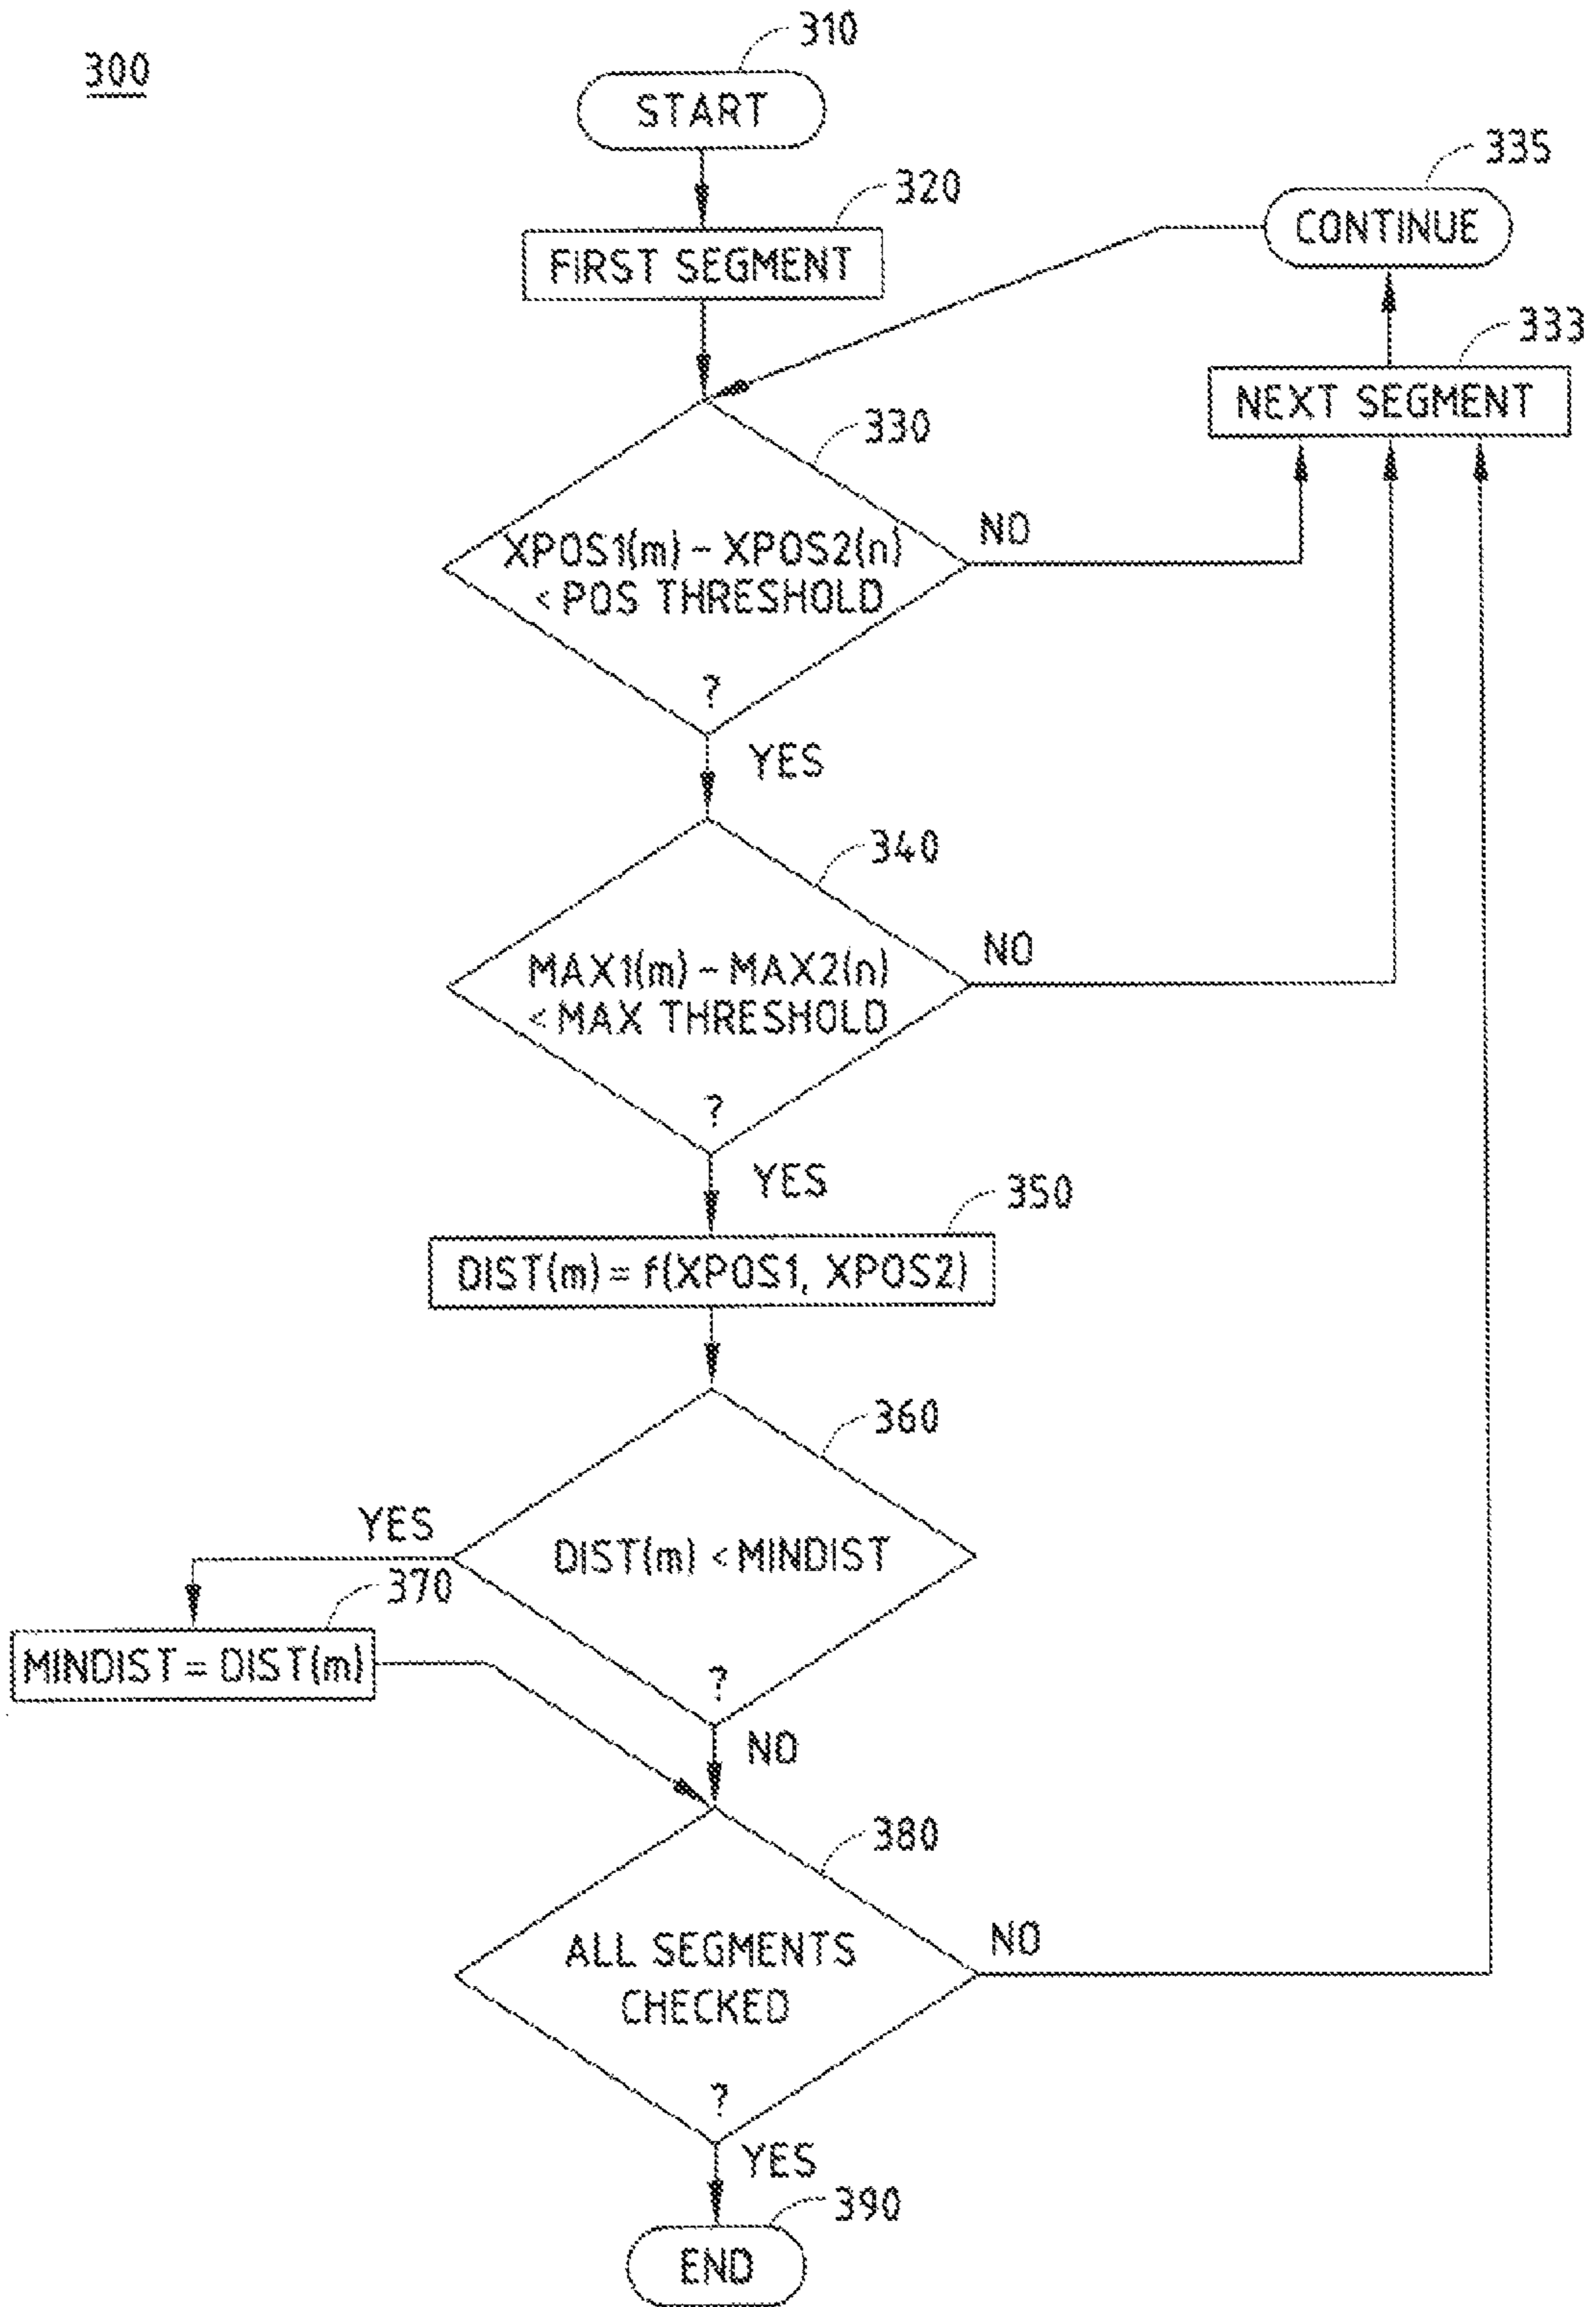 300
310
START
320
FIRST SEGMENT
335
CONTINUE
333
NEXT SEGMENT
330
XPOS1(m) - XPOS2(n)
< POS THRESHOLD
?
NO
YES
340
MAX1(m) - MAX2(n)
< MAX THRESHOLD
?
NO
YES
350
DIST(m) = f(XPOS1, XPOS2)
360
DIST(m) < MINDIST
?
YES
370
MINDIST = DIST(m)
NO
380
ALL SEGMENTS
CHECKED
?
NO
YES
390
END